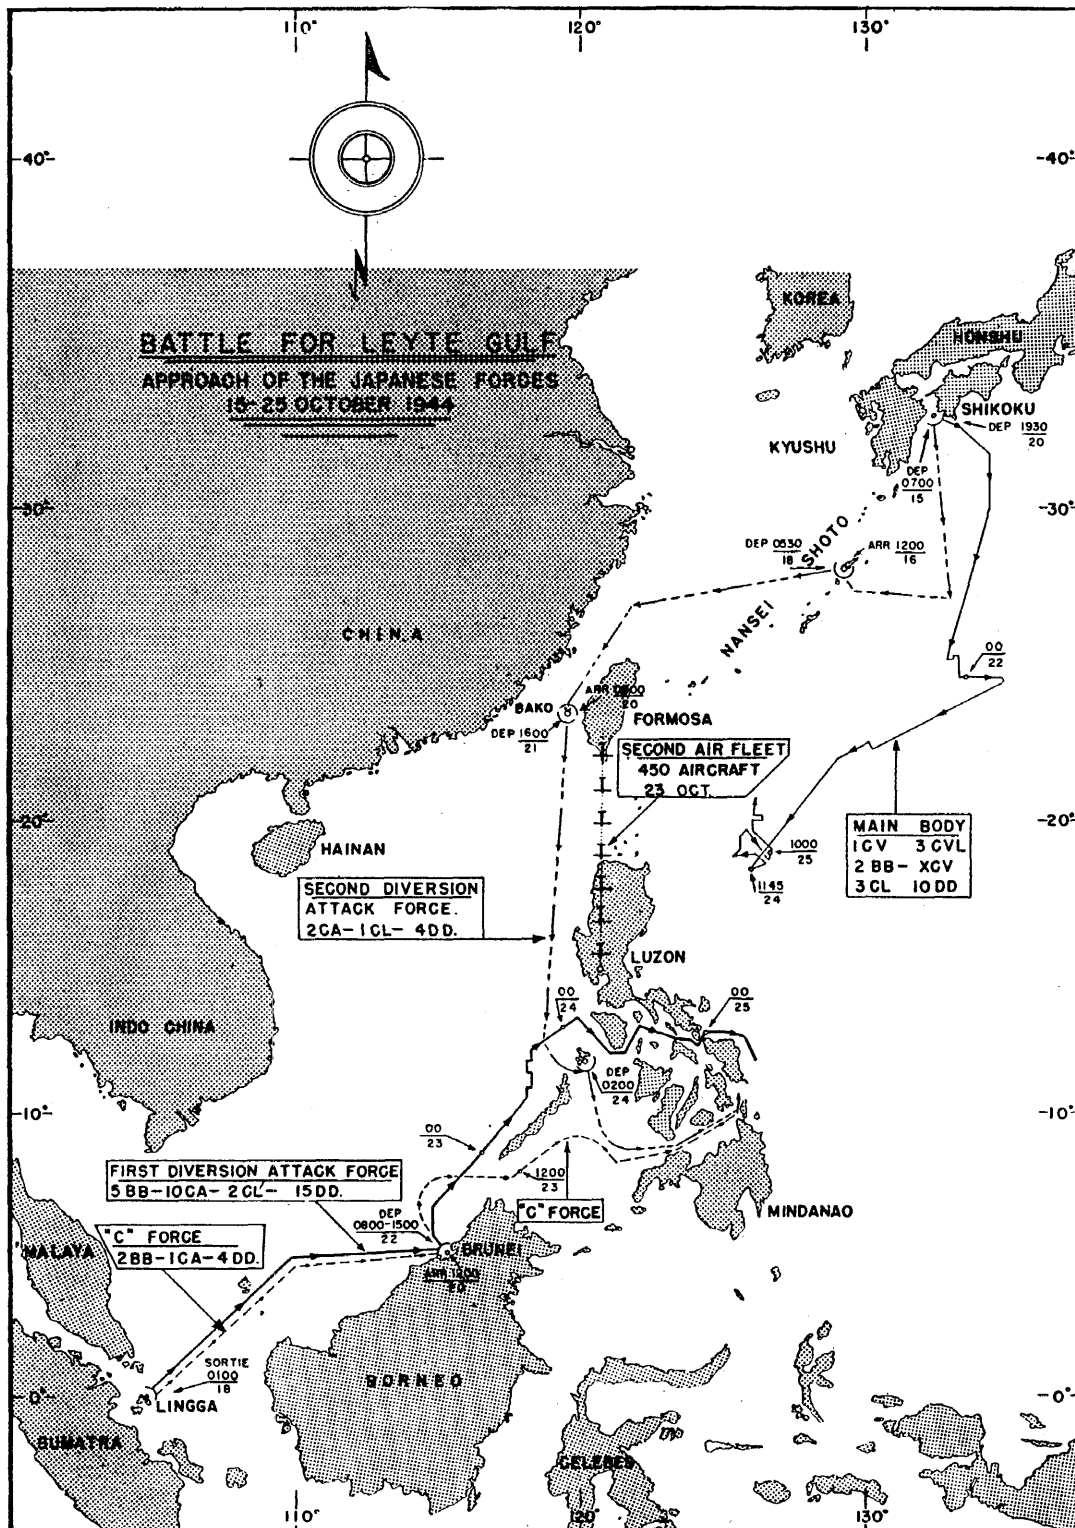 110°
120°
130°
40°
40°
KOREA
HONSHU
BATTLE FOR LEYTE GULF
APPROACH OF THE JAPANESE FORCES
15-25 OCTOBER 1944
SHIKOKU
DEP 1930
20
KYUSHU
DEP
0700
15
30°
30°
NANSEI SHOTO
DEP 0530
18
ARR 1200
16
CHINA
00
22
BAKO
ARR
20
FORMOSA
DEP 1600
21
SECOND AIR FLEET
450 AIRCRAFT
23 OCT.
20°
20°
HAINAN
1000
25
MAIN BODY
1CV 3CVL
2BB- XCV
3CL 10DD
1145
24
SECOND DIVERSION
ATTACK FORCE.
2CA-1CL-4DD.
LUZON
00
24
00
25
INDO CHINA
DEP
0200
24
10°
10°
00
23
FIRST DIVERSION ATTACK FORCE
5BB-10CA-2CL-15DD.
1200
23
"C" FORCE
MINDANAO
DEP
0800-1500
22
"C" FORCE
2BB-1CA-4DD.
MALAYA
BRUNEI
ARR 1200
20
SORTIE
0100
18
BORNEO
0°
0°
LINGGA
SUMATRA
CELEBES
110°
120°
130°